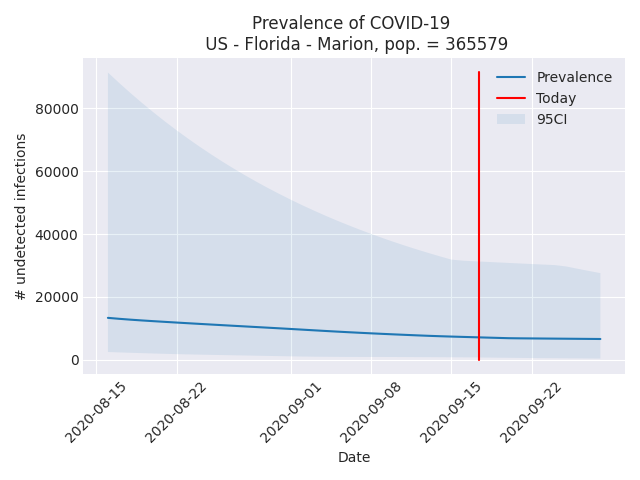 Prevalence of COVID-19
US - Florida - Marion, pop. = 365579
Prevalence
Today
95CI
80000
60000
40000
20000
0
# undetected infections
2020-08-15
2020-08-22
2020-09-01
2020-09-08
2020-09-15
2020-09-22
Date